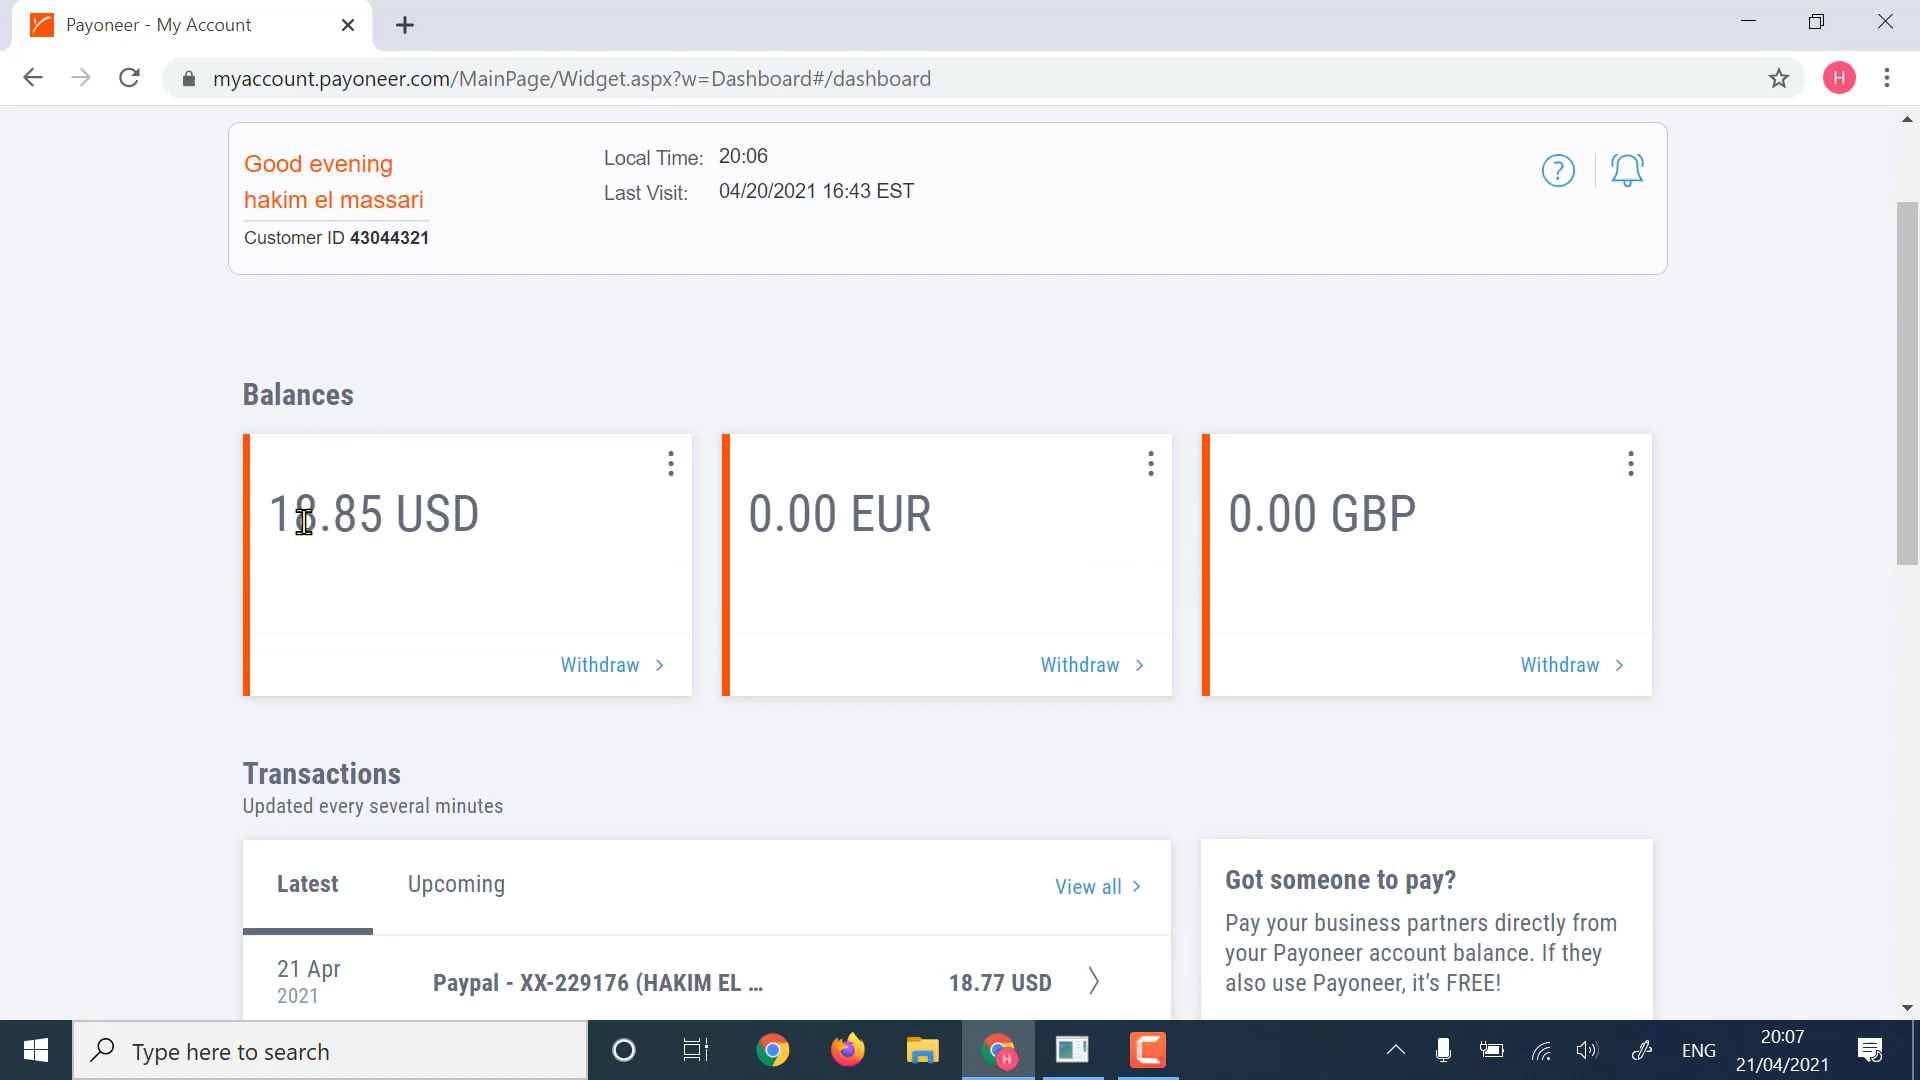 Payoneer - My Account
myaccount.payoneer.com/MainPage/Widget.aspx?w=Dashboard#/dashboard
H
Good evening
hakim el massari
Customer ID 43044321
Local Time: 20:06
Last Visit: 04/20/2021 16:43 EST
?
Balances
18.85 USD
Withdraw >
0.00 EUR
Withdraw >
0.00 GBP
Withdraw >
Transactions
Updated every several minutes
Latest
Upcoming
View all >
21 Apr
2021
Paypal - XX-229176 (HAKIM EL ...
18.77 USD
Got someone to pay?
Pay your business partners directly from
your Payoneer account balance. If they
also use Payoneer, it's FREE!
Type here to search
H
ENG
20:07
21/04/2021